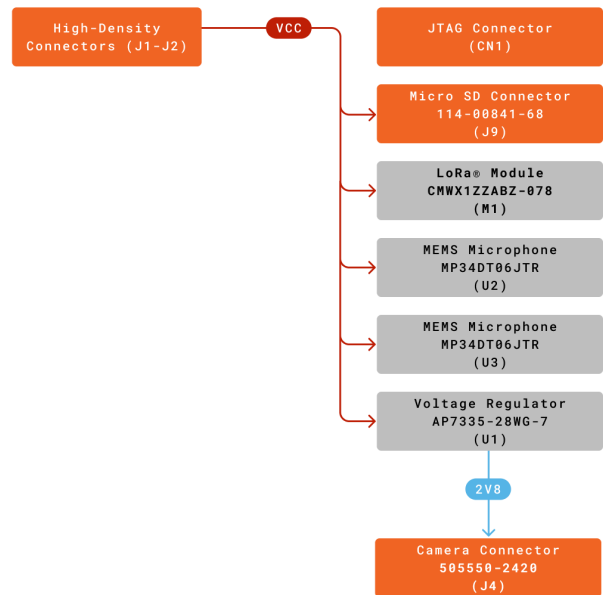 High-Density
Connectors (J1-J2)
VCC
JTAG Connector
(CN1)
Micro SD Connector
114-00841-68
(J9)
LoRa® Module
CMWX1ZZABZ-078
(M1)
MEMS Microphone
MP34DT06JTR
(U2)
MEMS Microphone
MP34DT06JTR
(U3)
Voltage Regulator
AP7335-28WG-7
(U1)
2V8
Camera Connector
505550-2420
(J4)